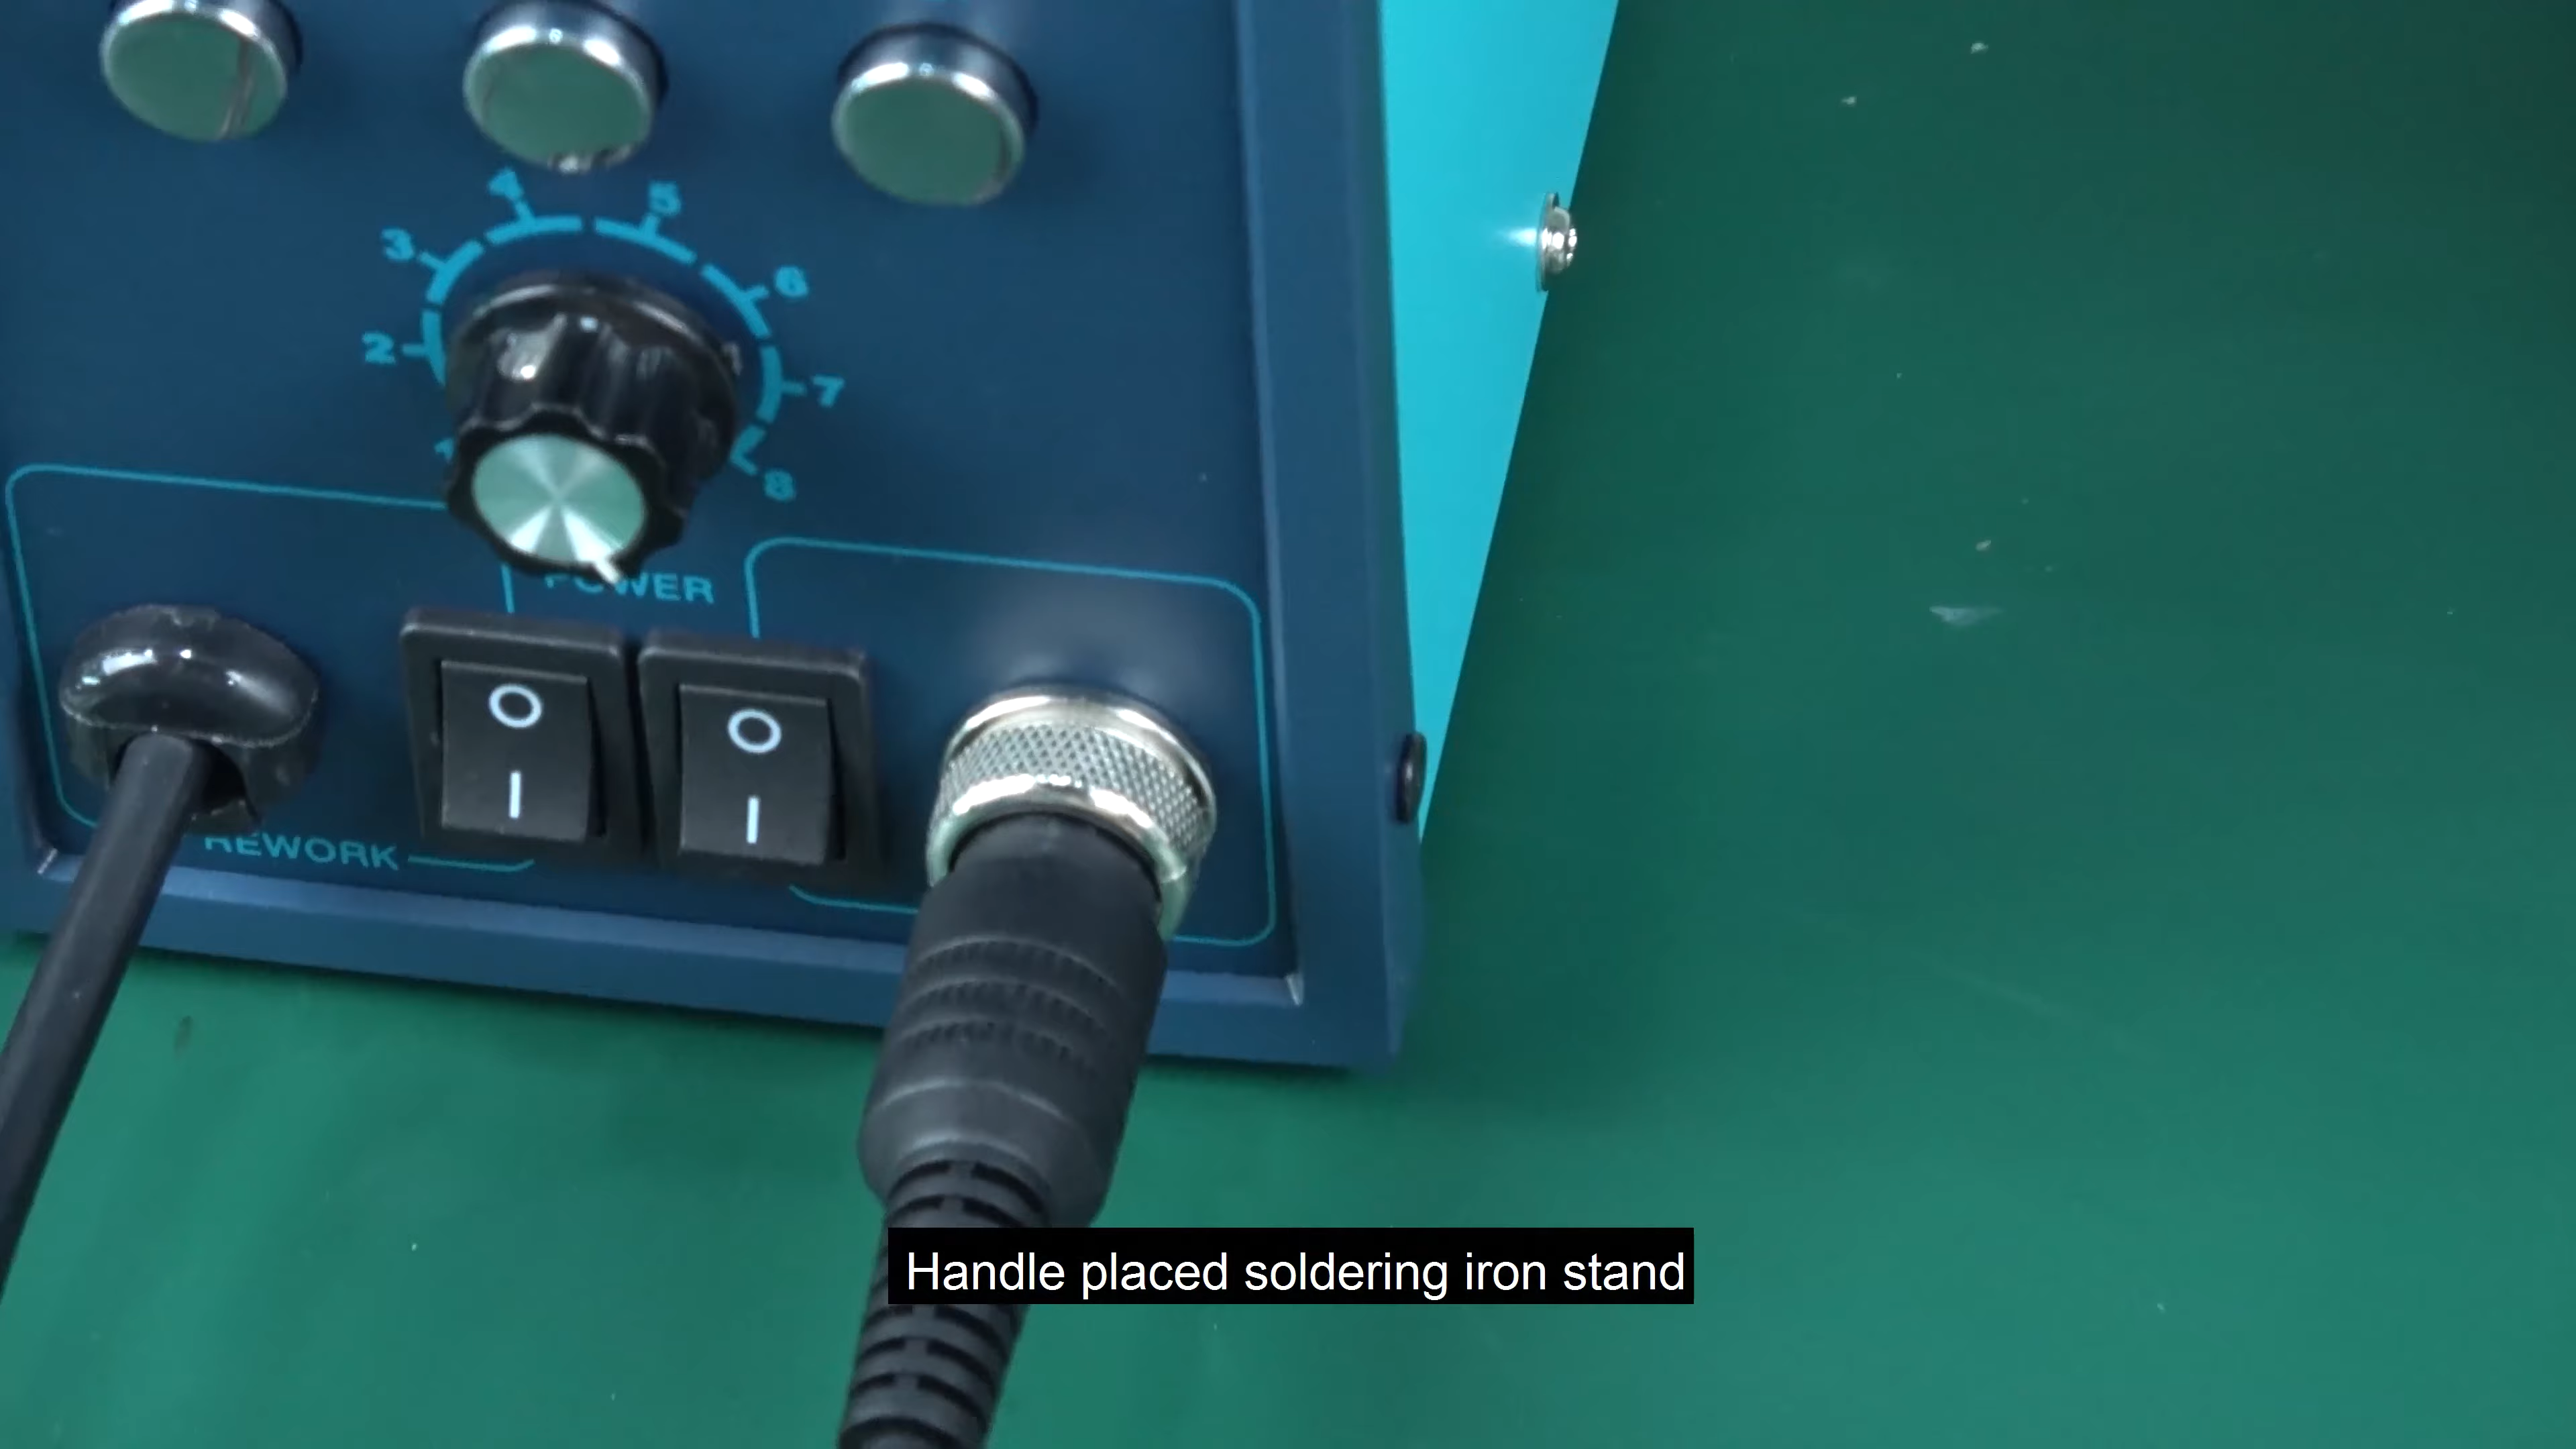 4
5
3
6
2
7
8
POWER
O
O
I
I
REWORK
Handle placed soldering iron stand